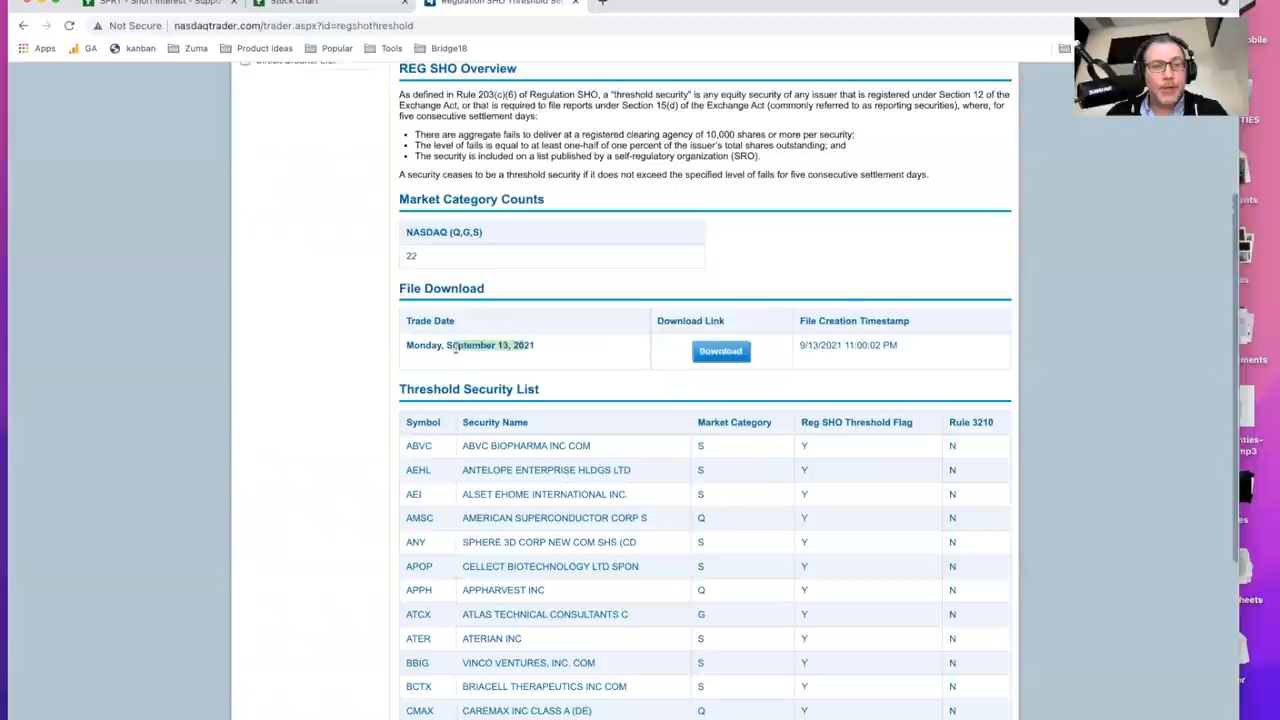 SPRT - Short Interest - Suppo
Stock Chart
Regulation SHO Threshold Sec
Not Secure
nasdaqtrader.com/trader.aspx?id=regshothreshold
Apps
GA
kanban
Zuma
Product Ideas
Popular
Tools
Bridge18
SHURE
REG SHO Overview
As defined in Rule 203(c)(6) of Regulation SHO, a "threshold security" is any equity security of any issuer that is registered under Section 12 of the
Exchange Act, or that is required to file reports under Section 15(d) of the Exchange Act (commonly referred to as reporting securities), where, for
five consecutive settlement days:
• There are aggregate fails to deliver at a registered clearing agency of 10,000 shares or more per security;
• The level of fails is equal to at least one-half of one percent of the issuer's total shares outstanding; and
• The security is included on a list published by a self-regulatory organization (SRO).
A security ceases to be a threshold security if it does not exceed the specified level of fails for five consecutive settlement days.
Market Category Counts
NASDAQ (Q,G,S)
22
File Download
Trade Date Download Link File Creation Timestamp
Monday, September 13, 2021 Download 9/13/2021 11:00:02 PM
Threshold Security List
Symbol Security Name Market Category Reg SHO Threshold Flag Rule 3210
ABVC ABVC BIOPHARMA INC COM S Y N
AEHL ANTELOPE ENTERPRISE HLDGS LTD S Y N
AEI ALSET EHOME INTERNATIONAL INC. S Y N
AMSC AMERICAN SUPERCONDUCTOR CORP S Q Y N
ANY SPHERE 3D CORP NEW COM SHS (CD S Y N
APOP CELLECT BIOTECHNOLOGY LTD SPON S Y N
APPH APPHARVEST INC Q Y N
ATCX ATLAS TECHNICAL CONSULTANTS C G Y N
ATER ATERIAN INC S Y N
BBIG VINCO VENTURES, INC. COM S Y N
BCTX BRIACELL THERAPEUTICS INC COM S Y N
CMAX CAREMAX INC CLASS A (DE) Q Y N